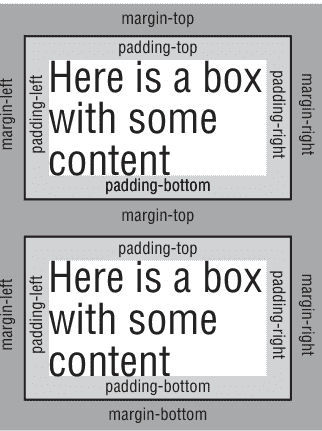 margin-top
padding-top
margin-left
padding-left
Here is a box
with some
content
padding-right
margin-right
padding-bottom
margin-top
padding-top
margin-left
padding-left
Here is a box
with some
content
padding-right
margin-right
padding-bottom
margin-bottom